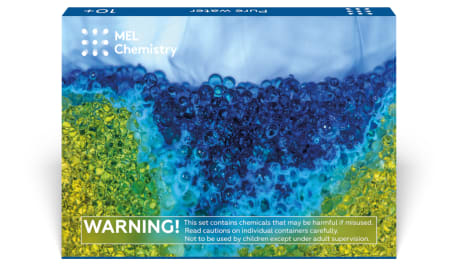 10+
Pure water
MEL
Chemistry
WARNING!
This set contains chemicals that may be harmful if misused.
Read cautions on individual containers carefully.
Not to be used by children except under adult supervision.